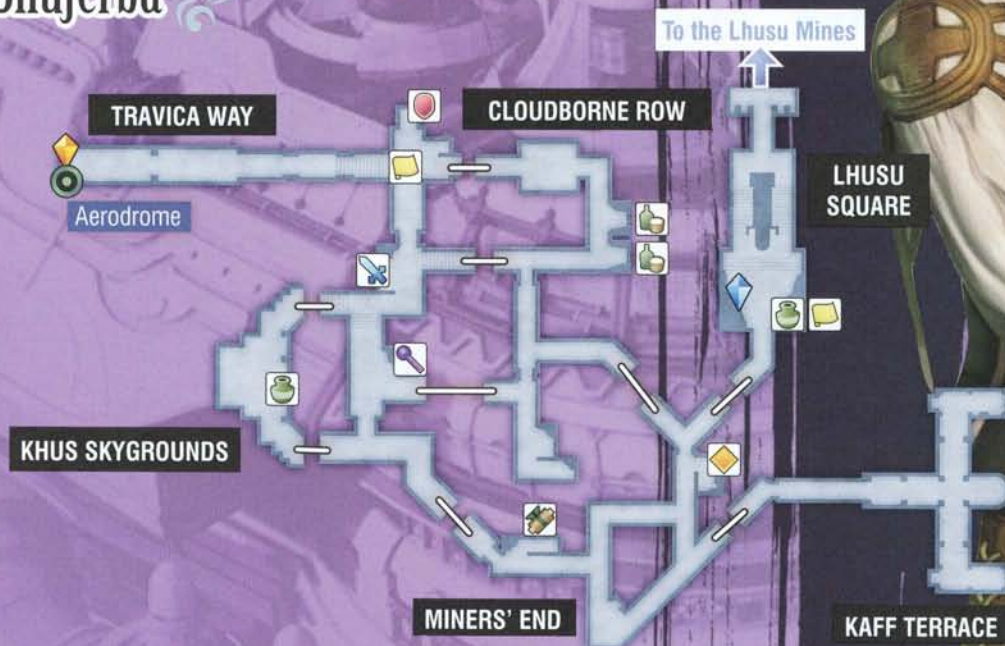 To the Lhusu Mines
TRAVICA WAY
CLOUDBORNE ROW
LHUSU
SQUARE
Aerodrome
KHUS SKYGROUNDS
MINERS' END
KAFF TERRACE